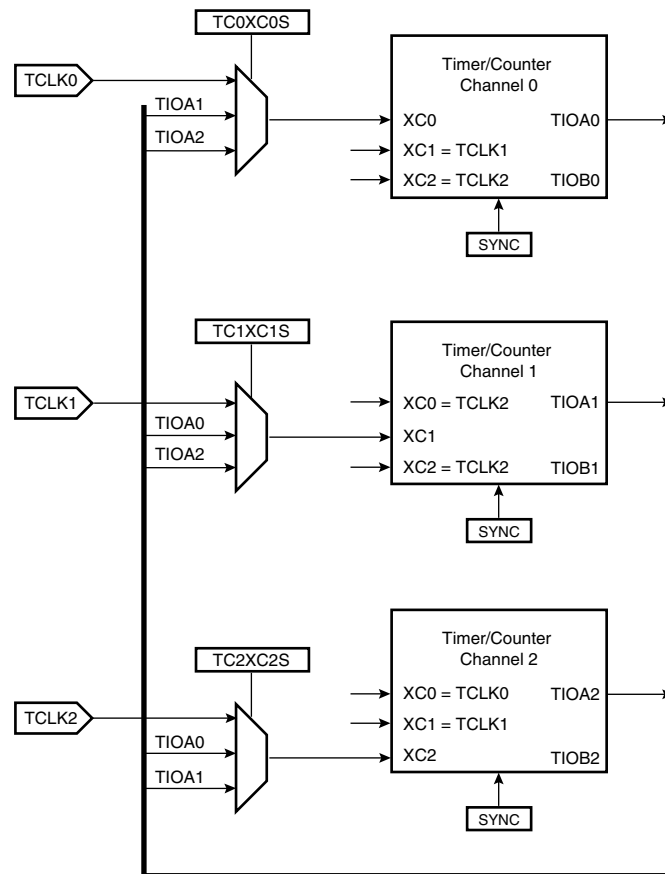 TC0XC0S
TCLK0
TIOA1
TIOA2
Timer/Counter
Channel 0
XC0
TIOA0
XC1 = TCLK1
XC2 = TCLK2
TIOB0
SYNC
TC1XC1S
TCLK1
TIOA0
TIOA2
Timer/Counter
Channel 1
XC0 = TCLK2
TIOA1
XC1
XC2 = TCLK2
TIOB1
SYNC
TC2XC2S
TCLK2
TIOA0
TIOA1
Timer/Counter
Channel 2
XC0 = TCLK0
TIOA2
XC1 = TCLK1
XC2
TIOB2
SYNC